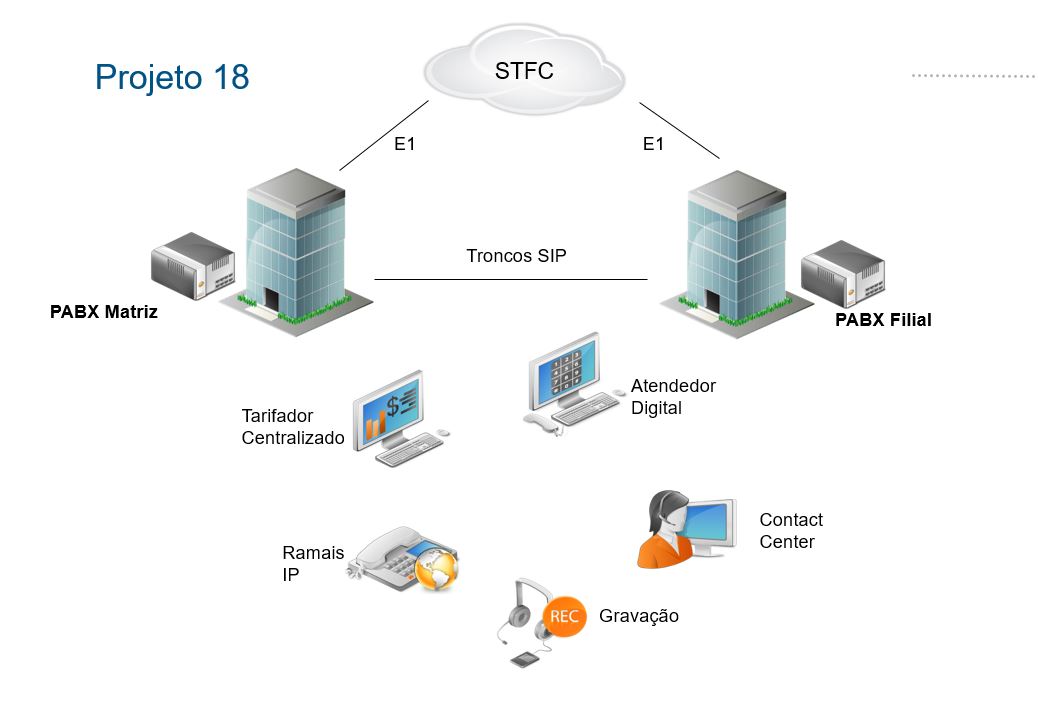 STFC
Projeto 18
E1
E1
Troncos SIP
PABX Matriz
PABX Filial
Atendedor
Digital
Tarifador
Centralizado
Contact
Center
Ramais
IP
REC
Gravação